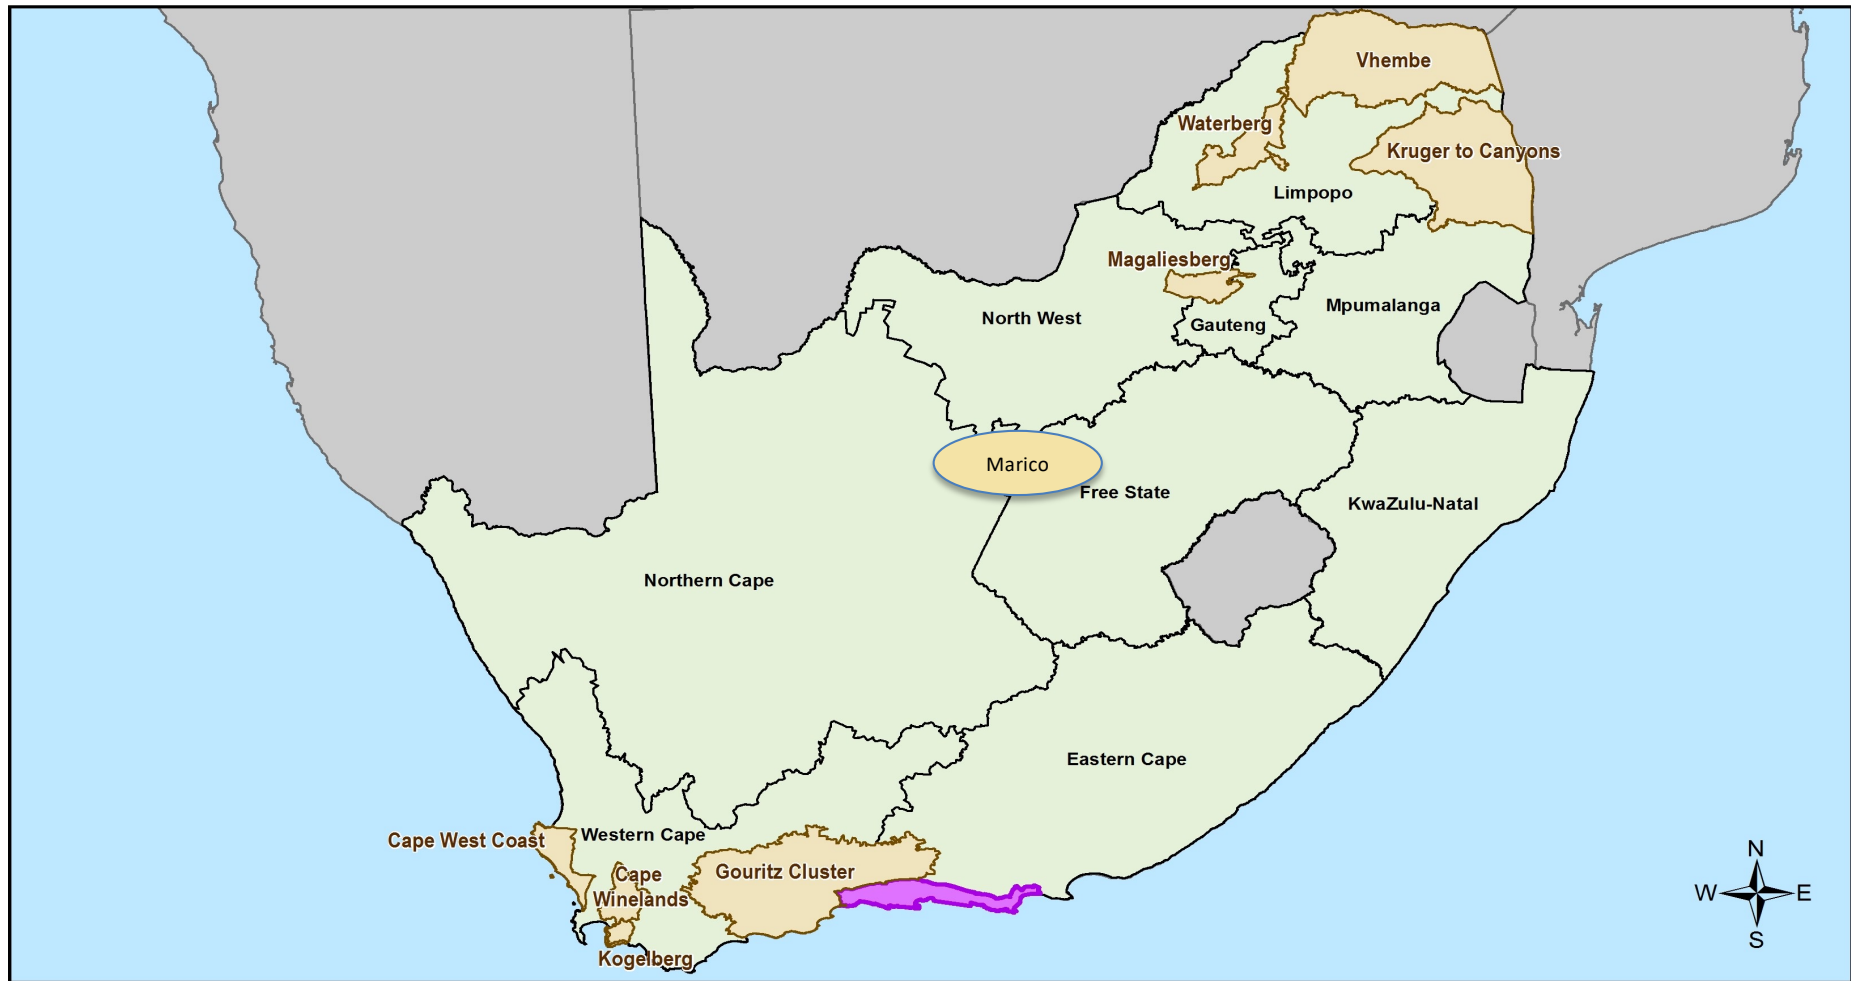 Vhembe
Waterberg
Kruger to Canyons
Limpopo
Magaliesberg
Mpumalanga
North West
Gauteng
Marico
Free State
KwaZulu-Natal
Northern Cape
Eastern Cape
Western Cape
Cape West Coast
Gouritz Cluster
Cape
Winelands
Kogelberg
N
W
E
S